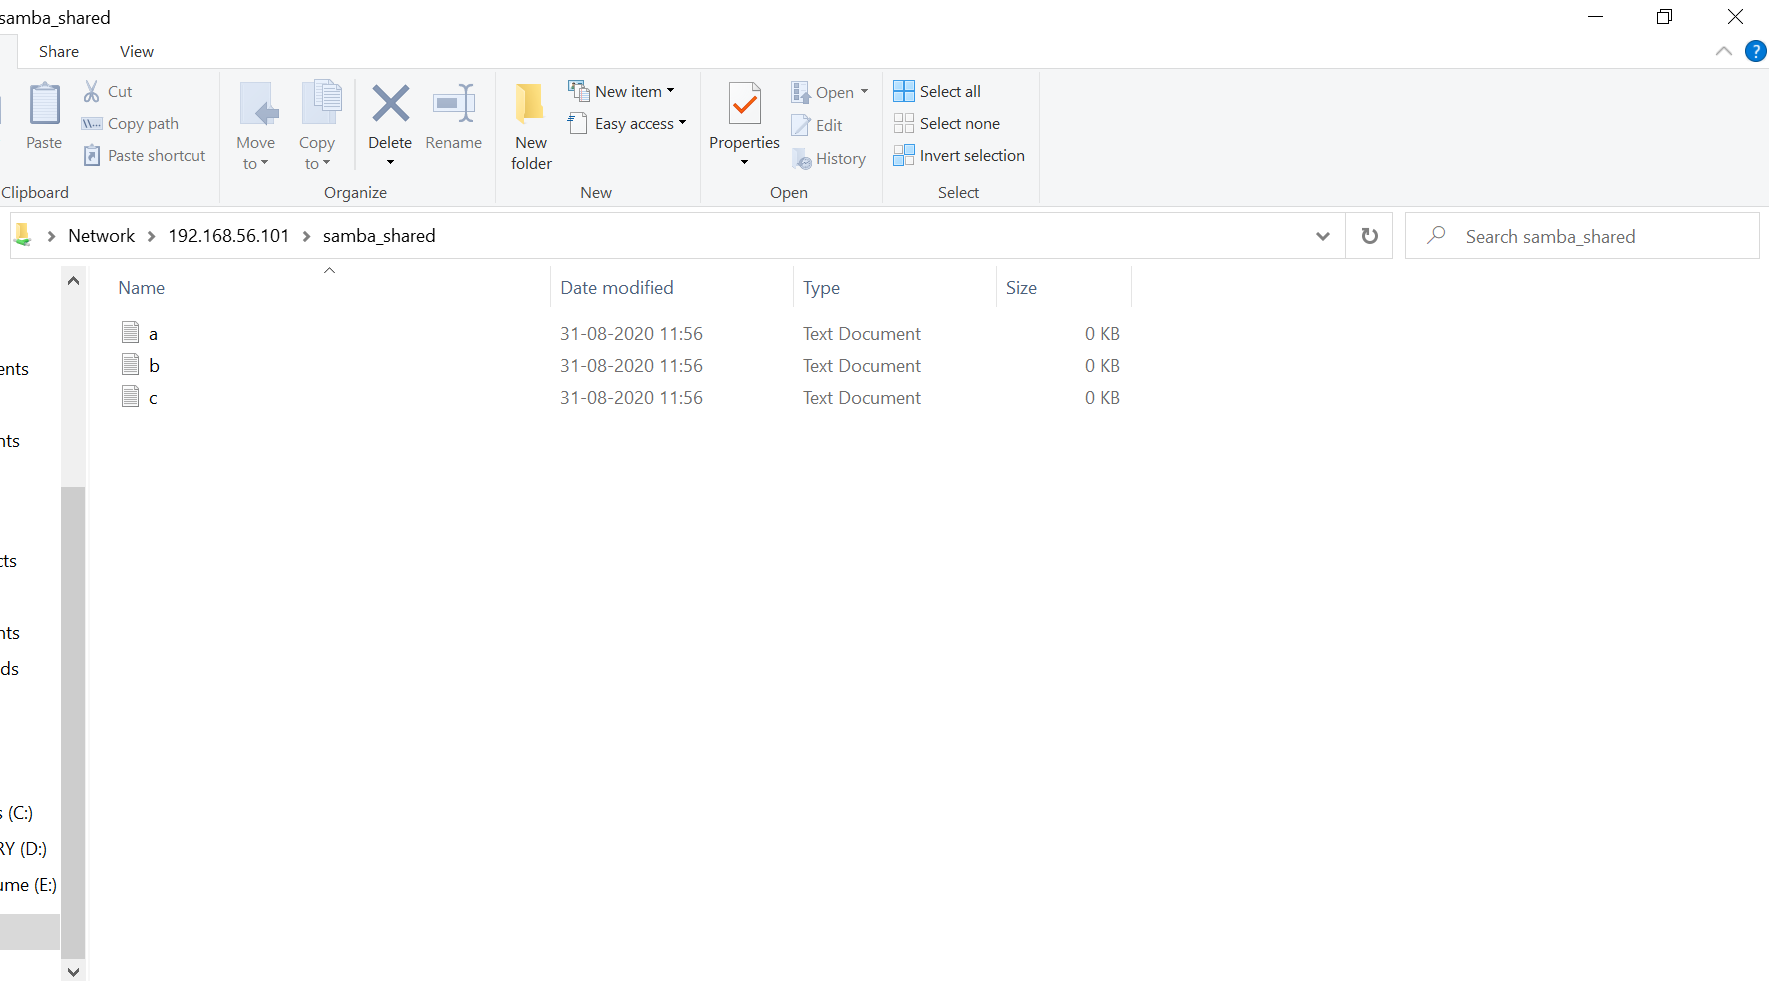 samba_shared
Share View
Paste
Cut
Copy path
Paste shortcut
Clipboard
Move to
Copy to
Delete
Rename
Organize
New folder
New item
Easy access
New
Properties
Open
Edit
History
Open
Select all
Select none
Invert selection
Select
Network 192.168.56.101 samba_shared
Search samba_shared
Name Date modified Type Size
a 31-08-2020 11:56 Text Document 0 KB
b 31-08-2020 11:56 Text Document 0 KB
c 31-08-2020 11:56 Text Document 0 KB
ents
nts
cts
nts
ds
s (C:)
RY (D:)
ume (E:)